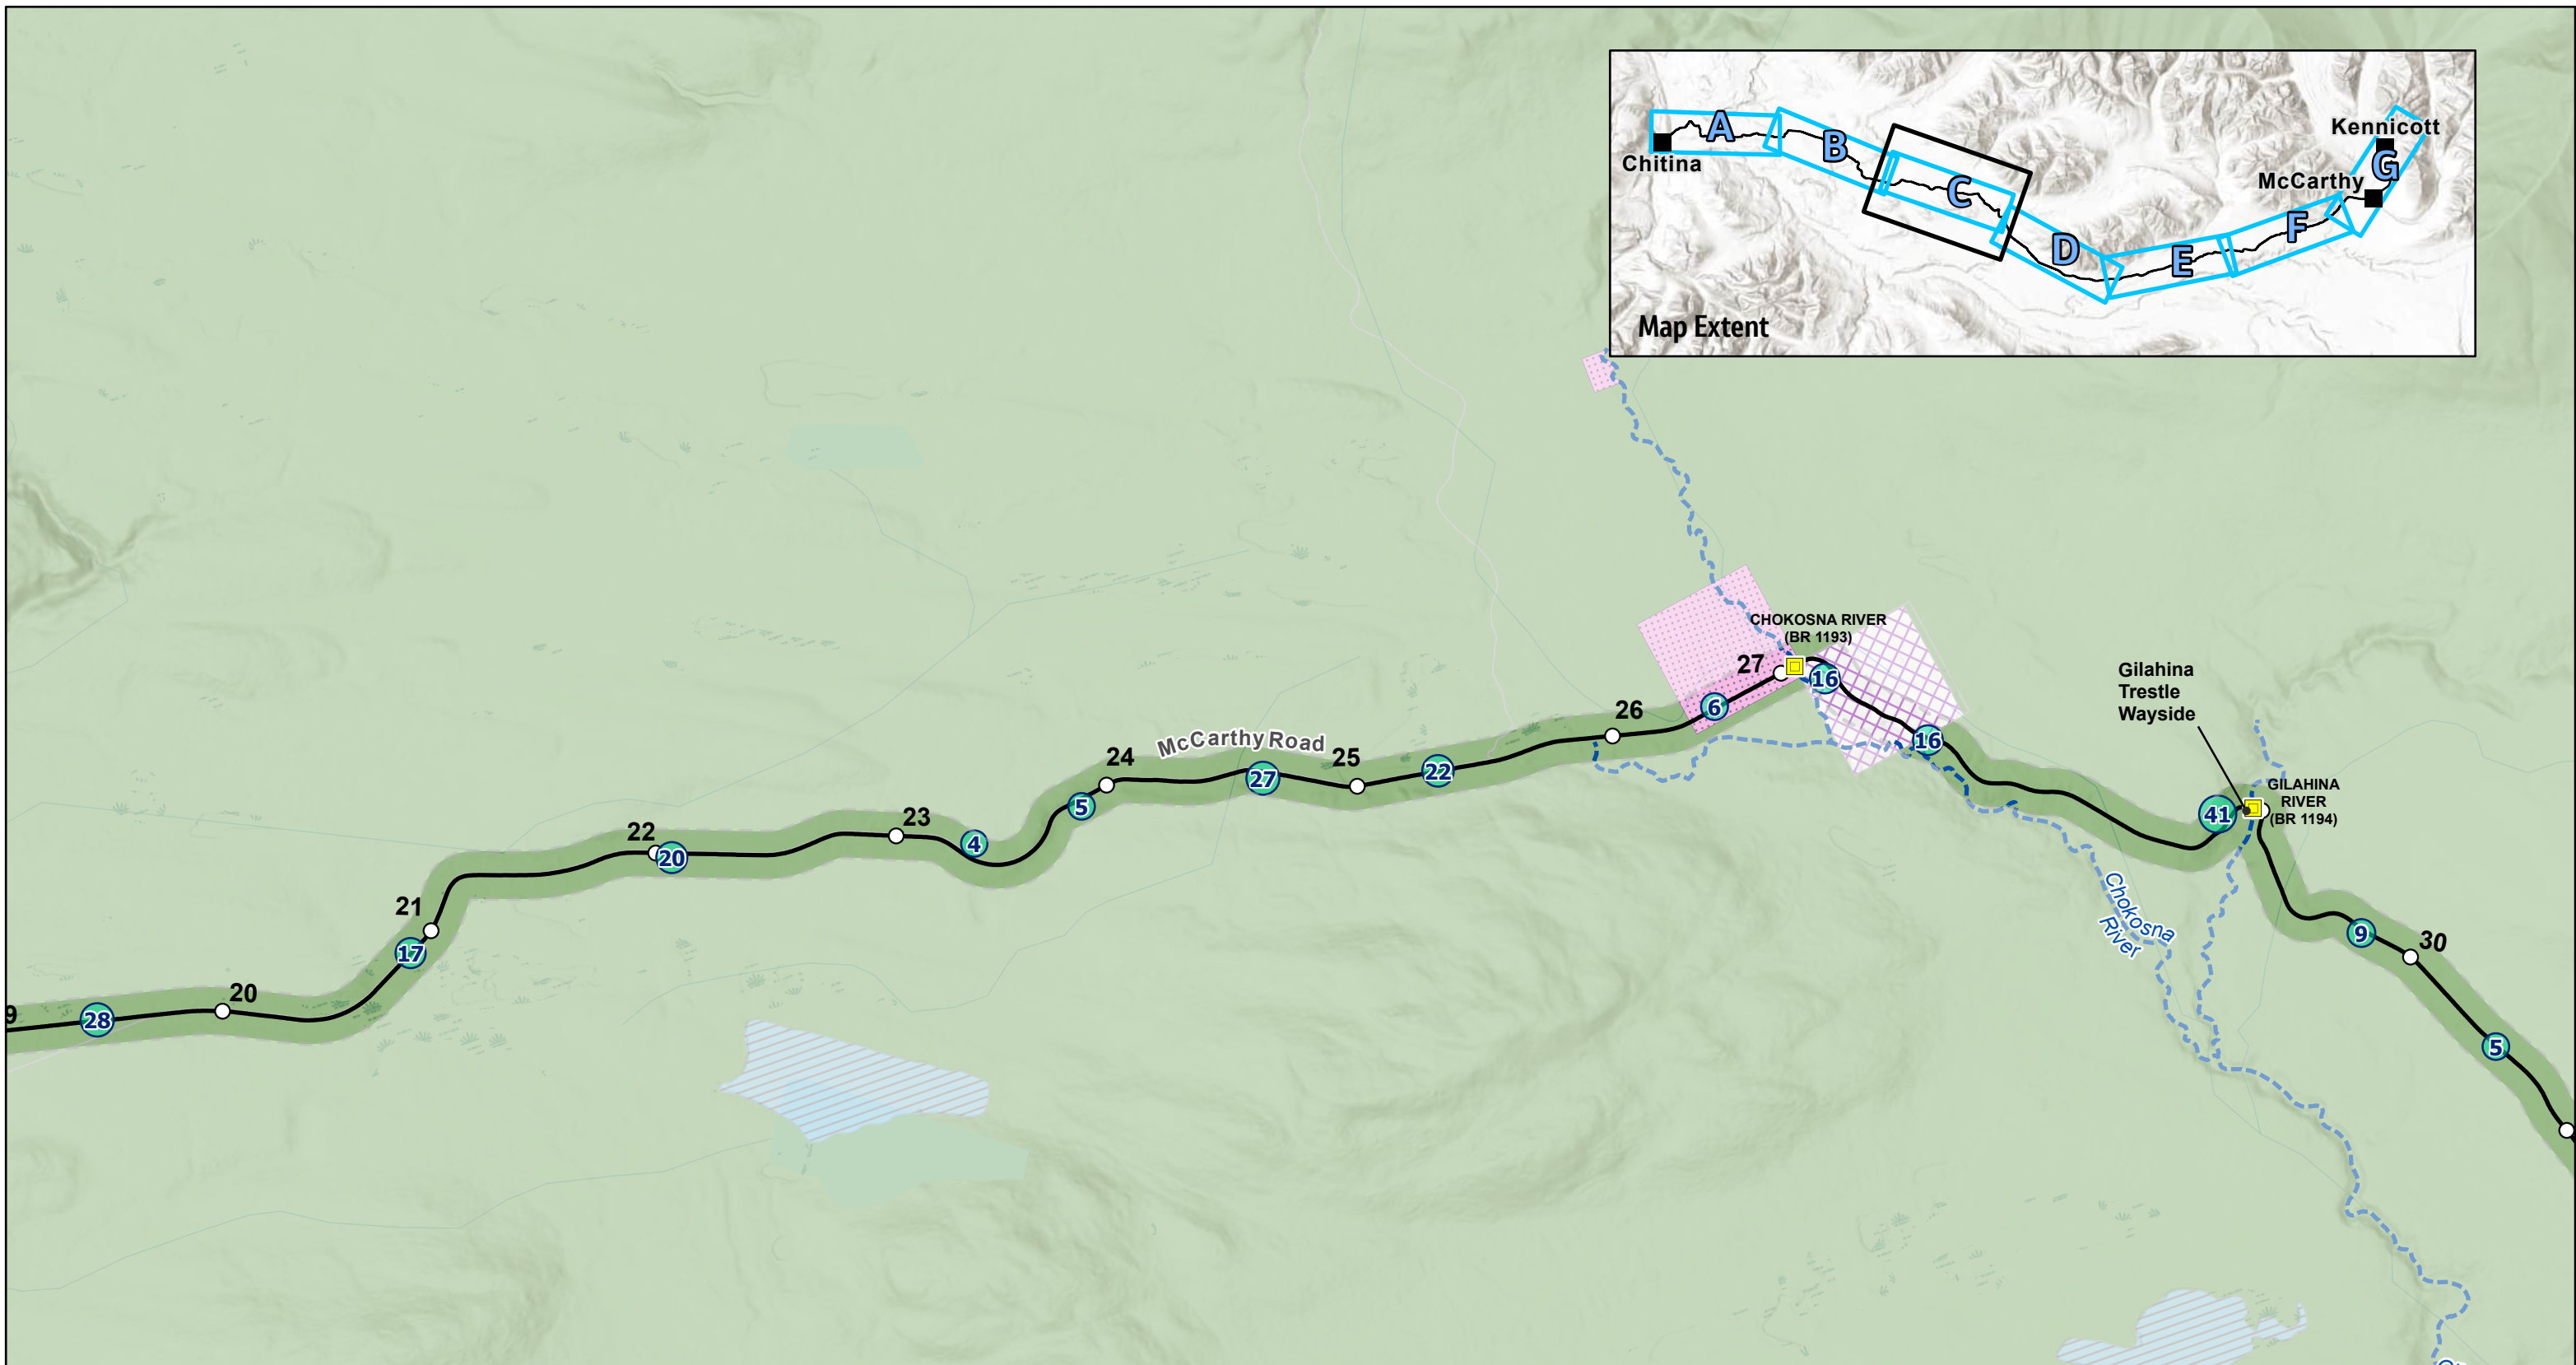 Kennicott
A
B
G
Chitina
McCarthy
C
F
D
E
Map Extent
CHOKOSNA RIVER
(BR 1193)
27
16
Gilahina
Trestle
Wayside
6
26
16
McCarthy Road
24
25
27
22
5
GILAHINA
RIVER
(BR 1194)
41
23
4
22
20
21
17
Chokosna
River
9
30
20
9
28
5